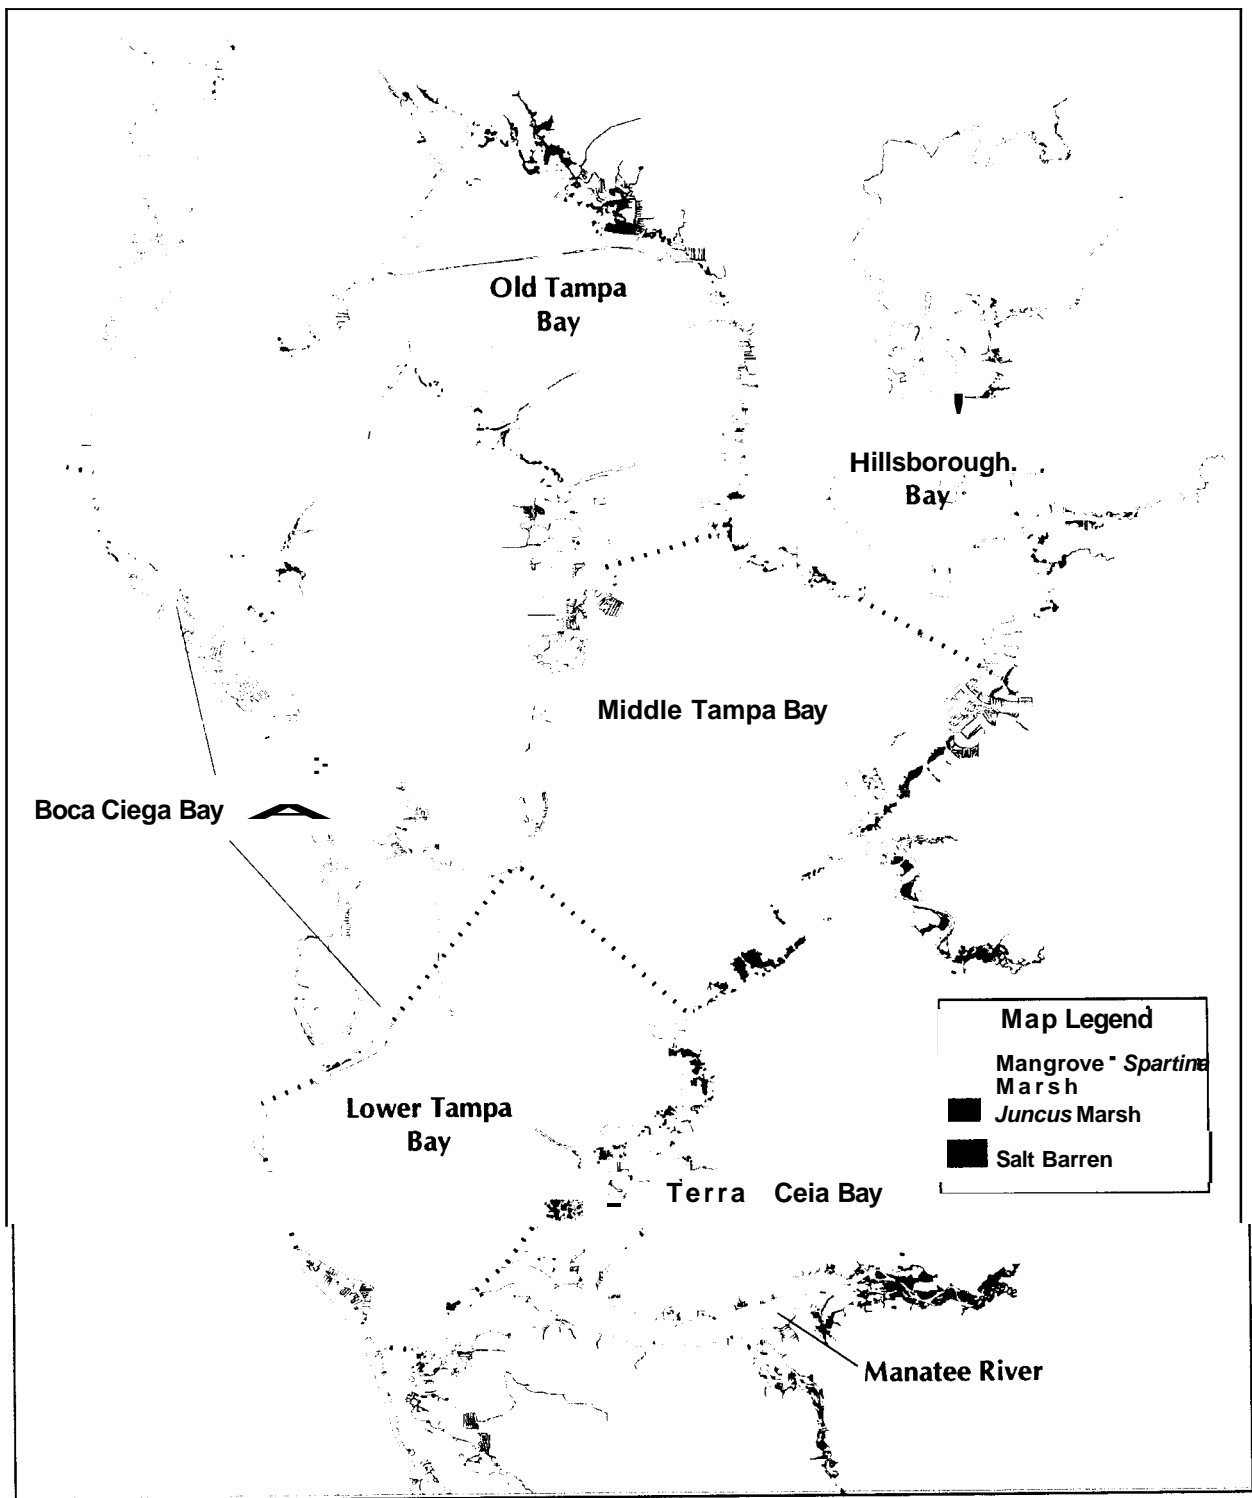 Old Tampa
Bay
Hillsborough.
Bay
Middle Tampa Bay
Boca Ciega Bay
Map Legend
Mangrove - Spartina
Marsh
Juncus Marsh
Salt Barren
Lower Tampa
Bay
Terra Ceia Bay
Manatee River